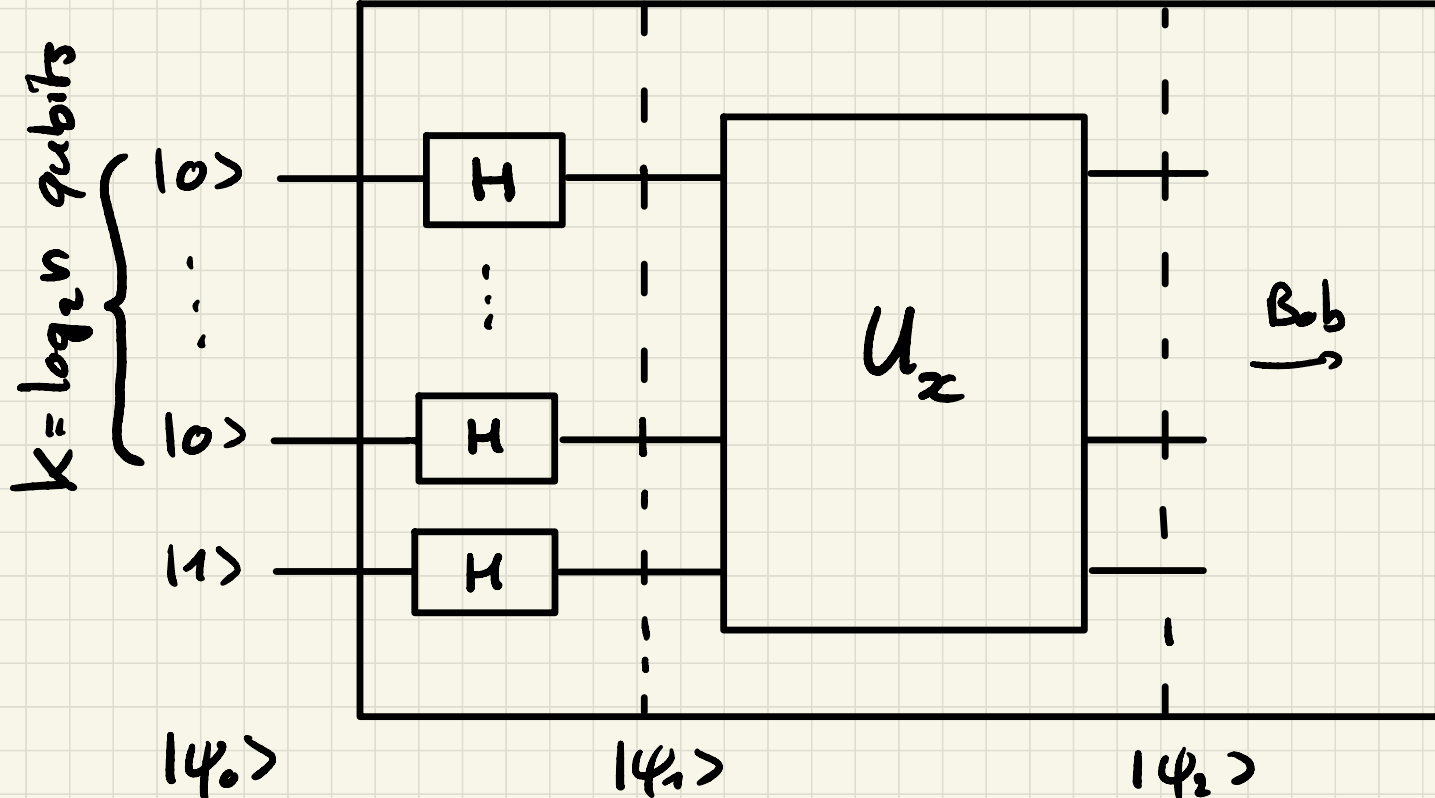 K = log₂ n qubits
|0>
H
|0>
H
|1>
H
U_x
Bob
|ψ₀>
|ψ₁>
|ψ₂>